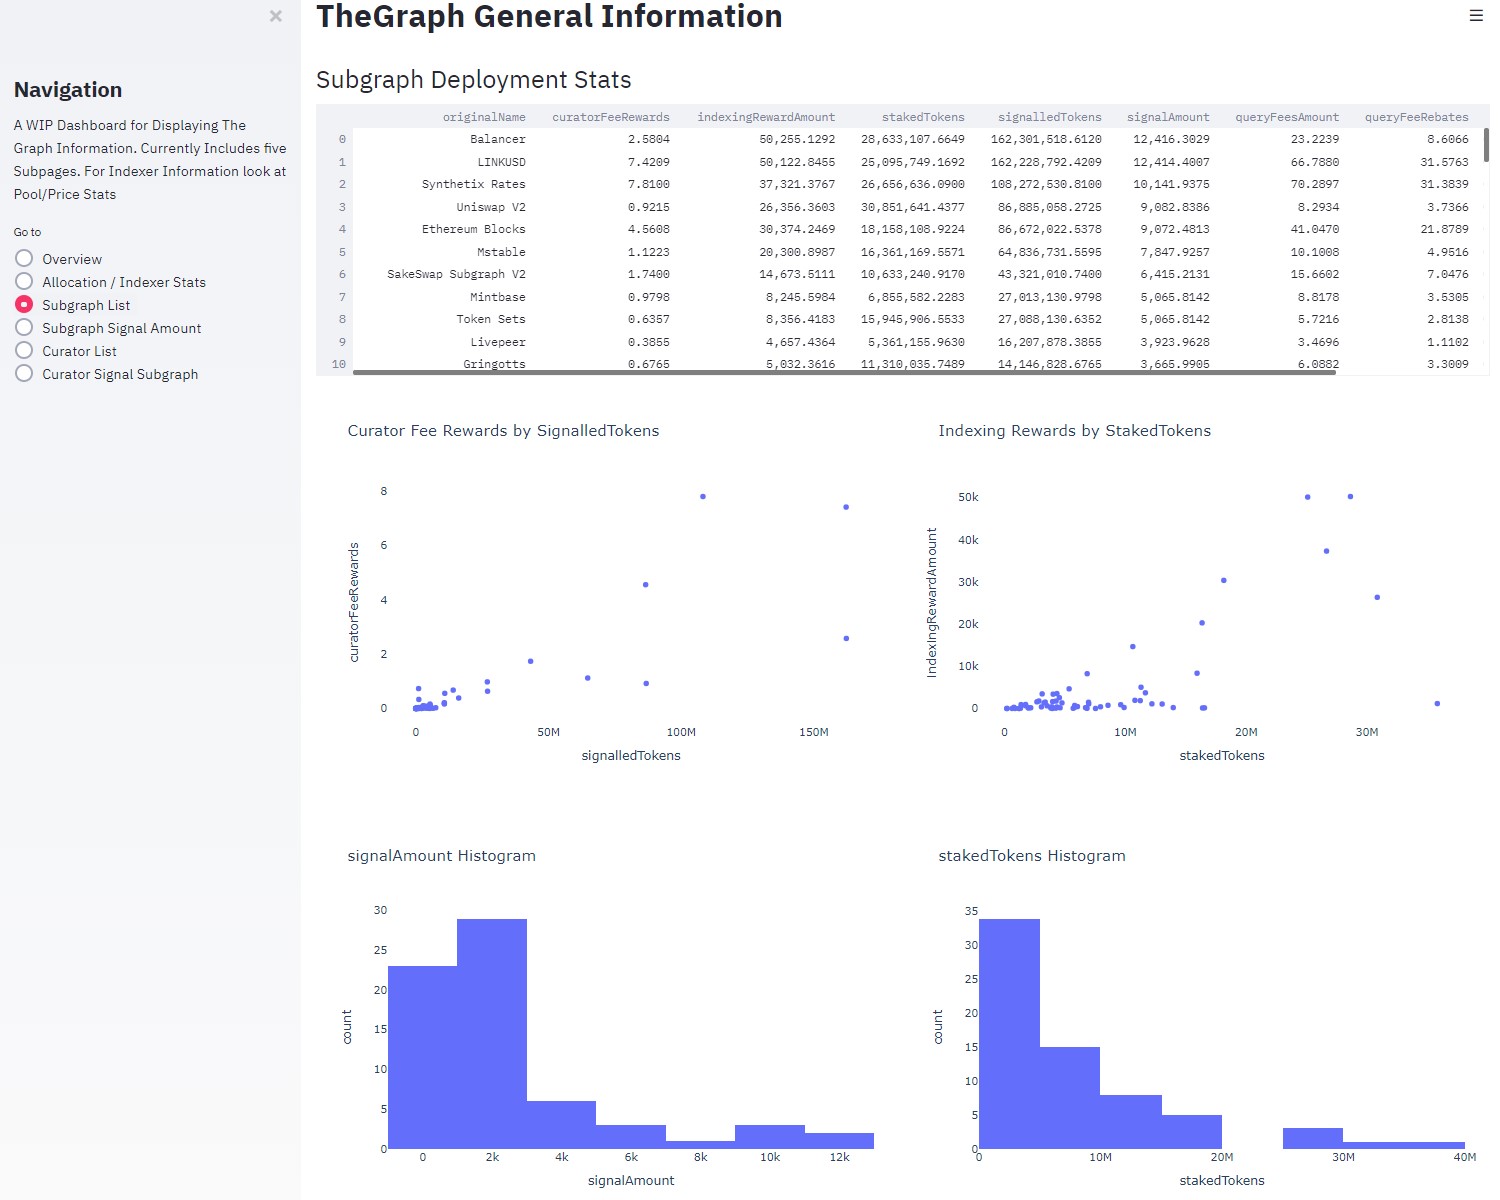 ×
TheGraph General Information
☰
Navigation
A WIP Dashboard for Displaying The
Graph Information. Currently Includes five
Subpages. For Indexer Information look at
Pool/Price Stats
Go to
Overview
Allocation / Indexer Stats
Subgraph List
Subgraph Signal Amount
Curator List
Curator Signal Subgraph
Subgraph Deployment Stats
originalName curatorFeeRewards indexingRewardAmount stakedTokens signalledTokens signalAmount queryFeesAmount queryFeeRebates
0 Balancer 2.5804 50,255.1292 28,633,107.6649 162,301,518.6120 12,416.3029 23.2239 8.6066
1 LINKUSD 7.4209 50,122.8455 25,095,749.1692 162,228,792.4209 12,414.4007 66.7880 31.5763
2 Synthetix Rates 7.8100 37,321.3767 26,656,636.0900 108,272,530.8100 10,141.9375 70.2897 31.3839
3 Uniswap V2 0.9215 26,356.3603 30,851,641.4377 86,885,058.2725 9,082.8386 8.2934 3.7366
4 Ethereum Blocks 4.5608 30,374.2469 18,158,108.9224 86,672,022.5378 9,072.4813 41.0470 21.8789
5 Mstable 1.1223 20,300.8987 16,361,169.5571 64,836,731.5595 7,847.9257 10.1008 4.9516
6 SakeSwap Subgraph V2 1.7400 14,673.5111 10,633,240.9170 43,321,010.7400 6,415.2131 15.6602 7.0476
7 Mintbase 0.9798 8,245.5984 6,855,582.2283 27,013,130.9798 5,065.8142 8.8178 3.5305
8 Token Sets 0.6357 8,356.4183 15,945,906.5533 27,088,130.6352 5,065.8142 5.7216 2.8138
9 Livepeer 0.3855 4,657.4364 5,361,155.9630 16,207,878.3855 3,923.9628 3.4696 1.1102
10 Gringotts 0.6765 5,032.3616 11,310,035.7489 14,146,828.6765 3,665.9905 6.0882 3.3009
Curator Fee Rewards by SignalledTokens
8
6
4
2
0
curatorFeeRewards
0 50M 100M 150M
signalledTokens
Indexing Rewards by StakedTokens
50k
40k
30k
20k
10k
0
IndexIngRewardAmount
0 10M 20M 30M
stakedTokens
signalAmount Histogram
30
25
20
15
10
5
0
count
0 2k 4k 6k 8k 10k 12k
signalAmount
stakedTokens Histogram
35
30
25
20
15
10
5
0
count
0 10M 20M 30M 40M
stakedTokens